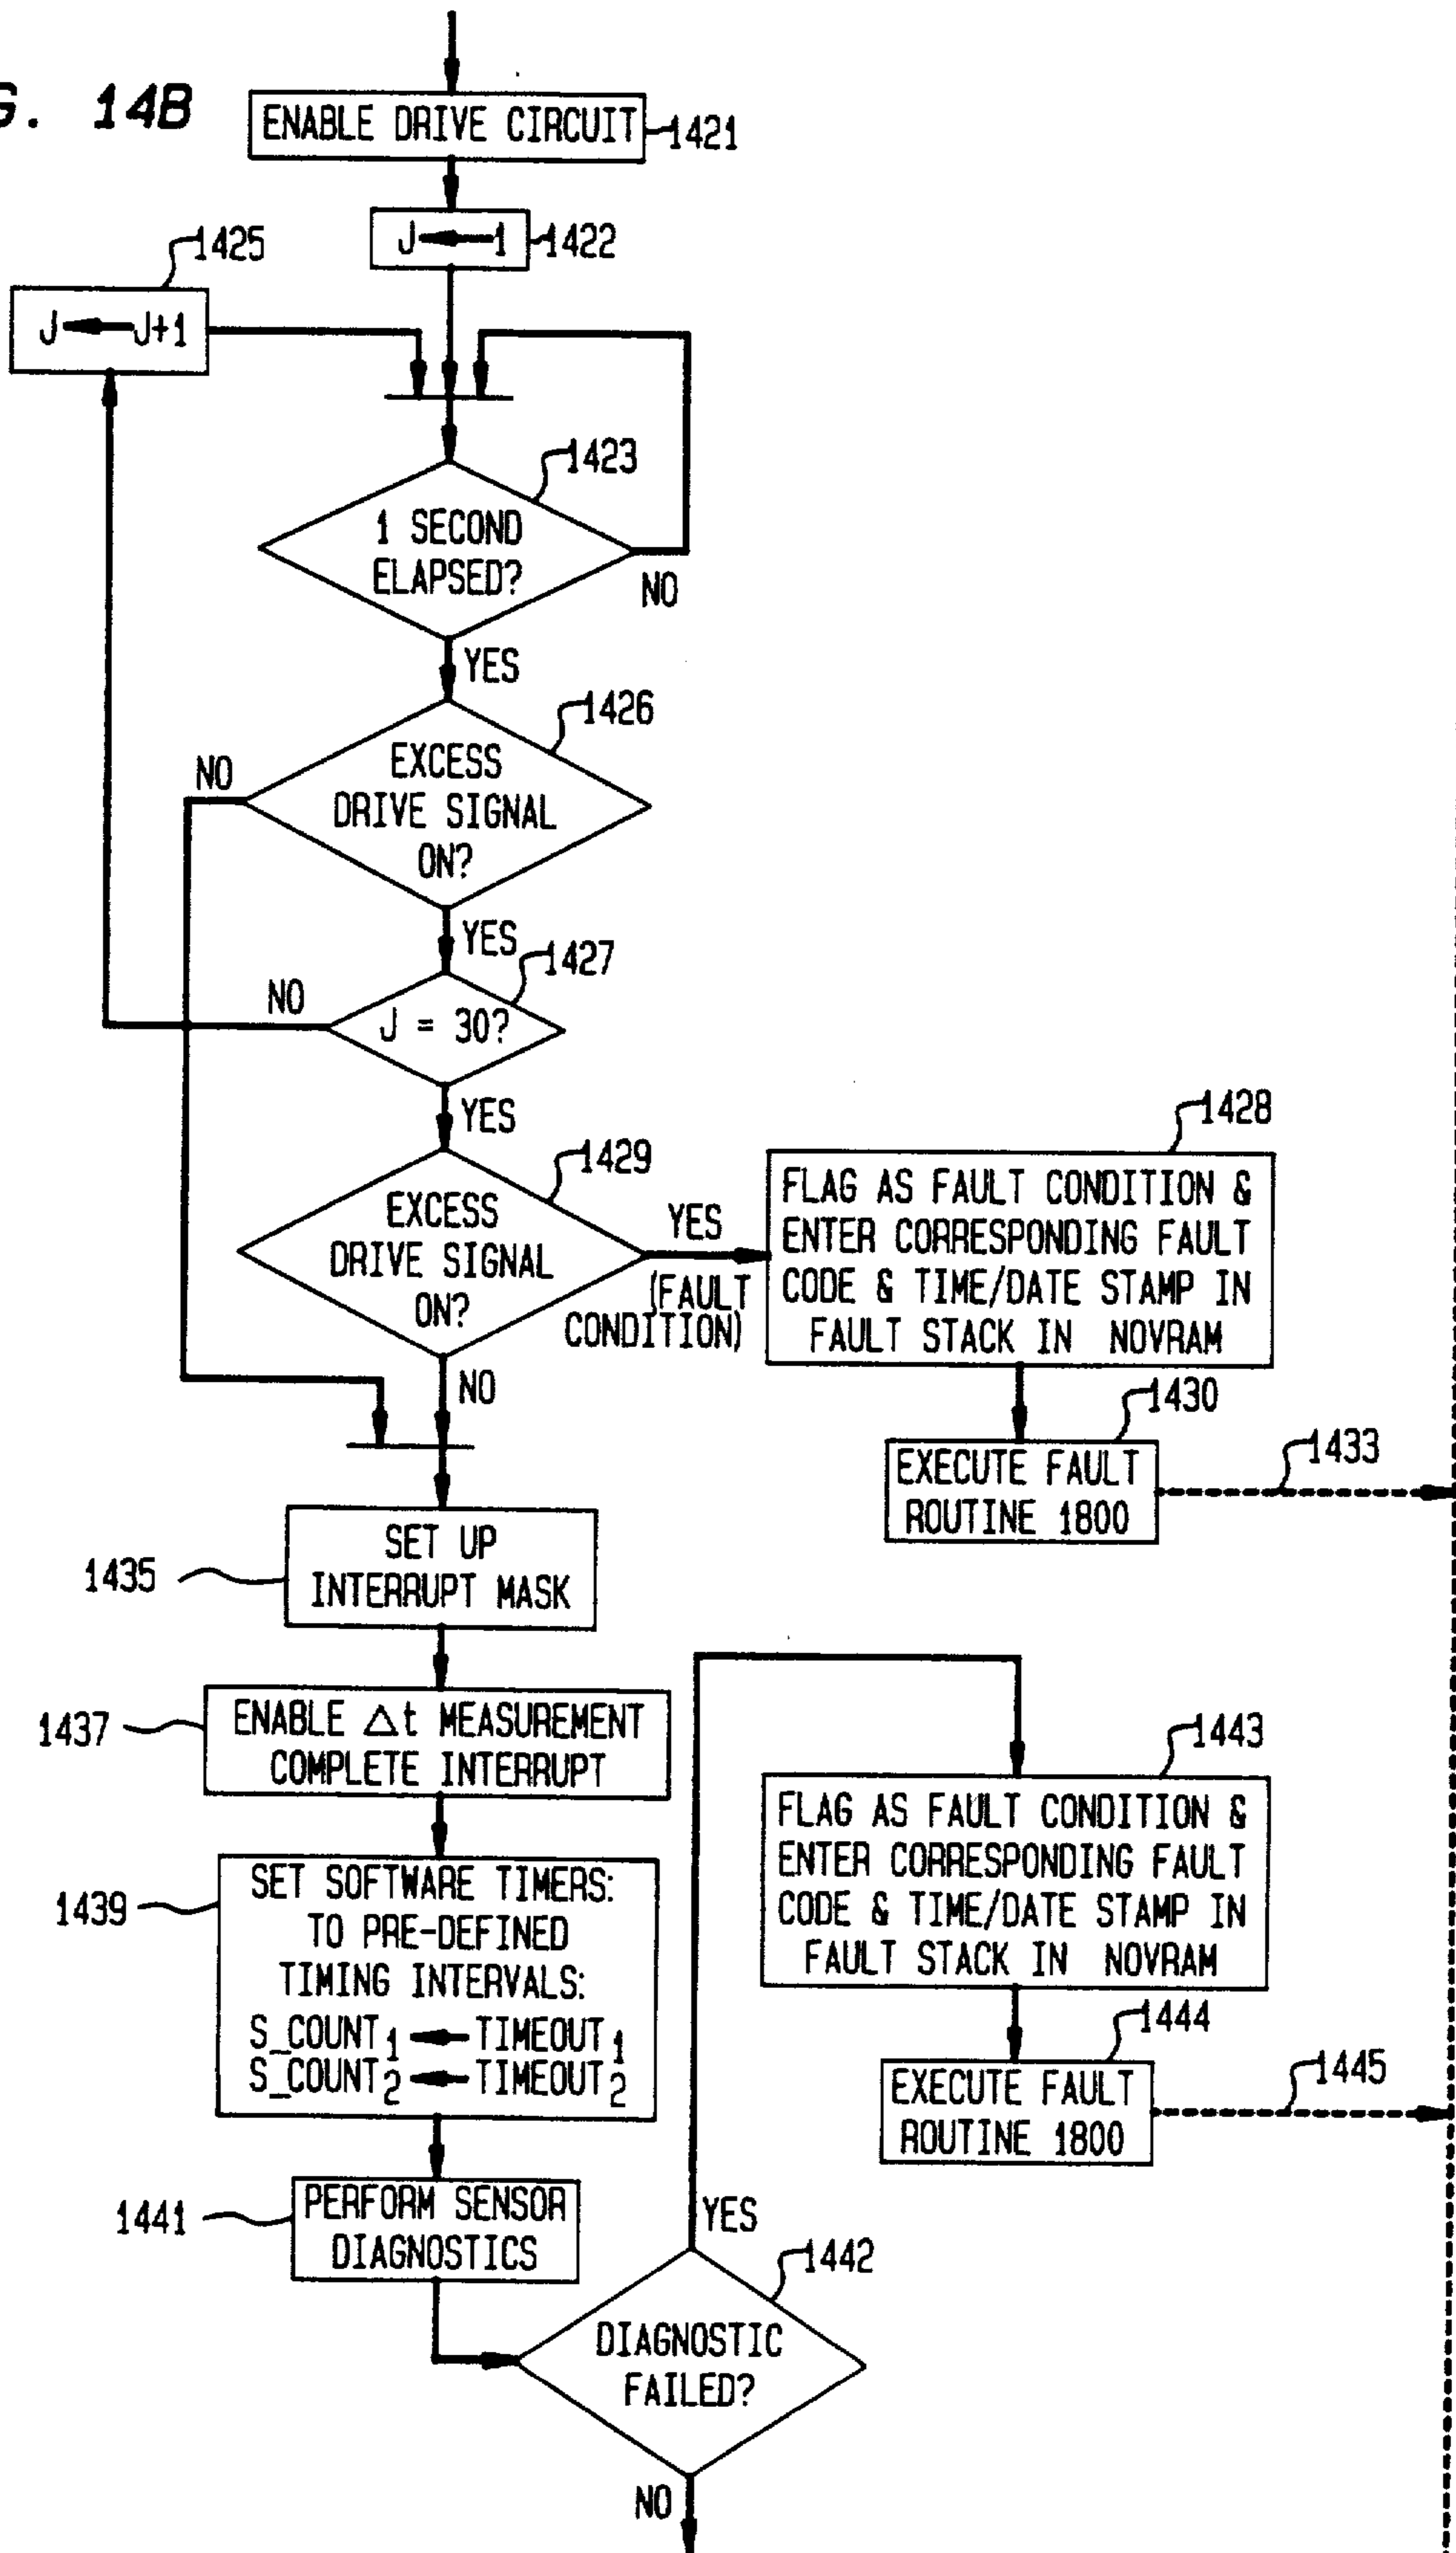 G. 14B
ENABLE DRIVE CIRCUIT
1421
J ← 1
1422
1425
J ← J+1
1423
1 SECOND
ELAPSED?
NO
YES
1426
EXCESS
DRIVE SIGNAL
ON?
NO
YES
1427
J = 30?
NO
YES
1429
EXCESS
DRIVE SIGNAL
ON?
YES
(FAULT
CONDITION)
NO
1428
FLAG AS FAULT CONDITION &
ENTER CORRESPONDING FAULT
CODE & TIME/DATE STAMP IN
FAULT STACK IN NOVRAM
1430
EXECUTE FAULT
ROUTINE 1800
1433
1435
SET UP
INTERRUPT MASK
1437
ENABLE Δt MEASUREMENT
COMPLETE INTERRUPT
1439
SET SOFTWARE TIMERS:
TO PRE-DEFINED
TIMING INTERVALS:
S_COUNT₁ ← TIMEOUT₁
S_COUNT₂ ← TIMEOUT₂
1441
PERFORM SENSOR
DIAGNOSTICS
1442
DIAGNOSTIC
FAILED?
YES
NO
1443
FLAG AS FAULT CONDITION &
ENTER CORRESPONDING FAULT
CODE & TIME/DATE STAMP IN
FAULT STACK IN NOVRAM
1444
EXECUTE FAULT
ROUTINE 1800
1445